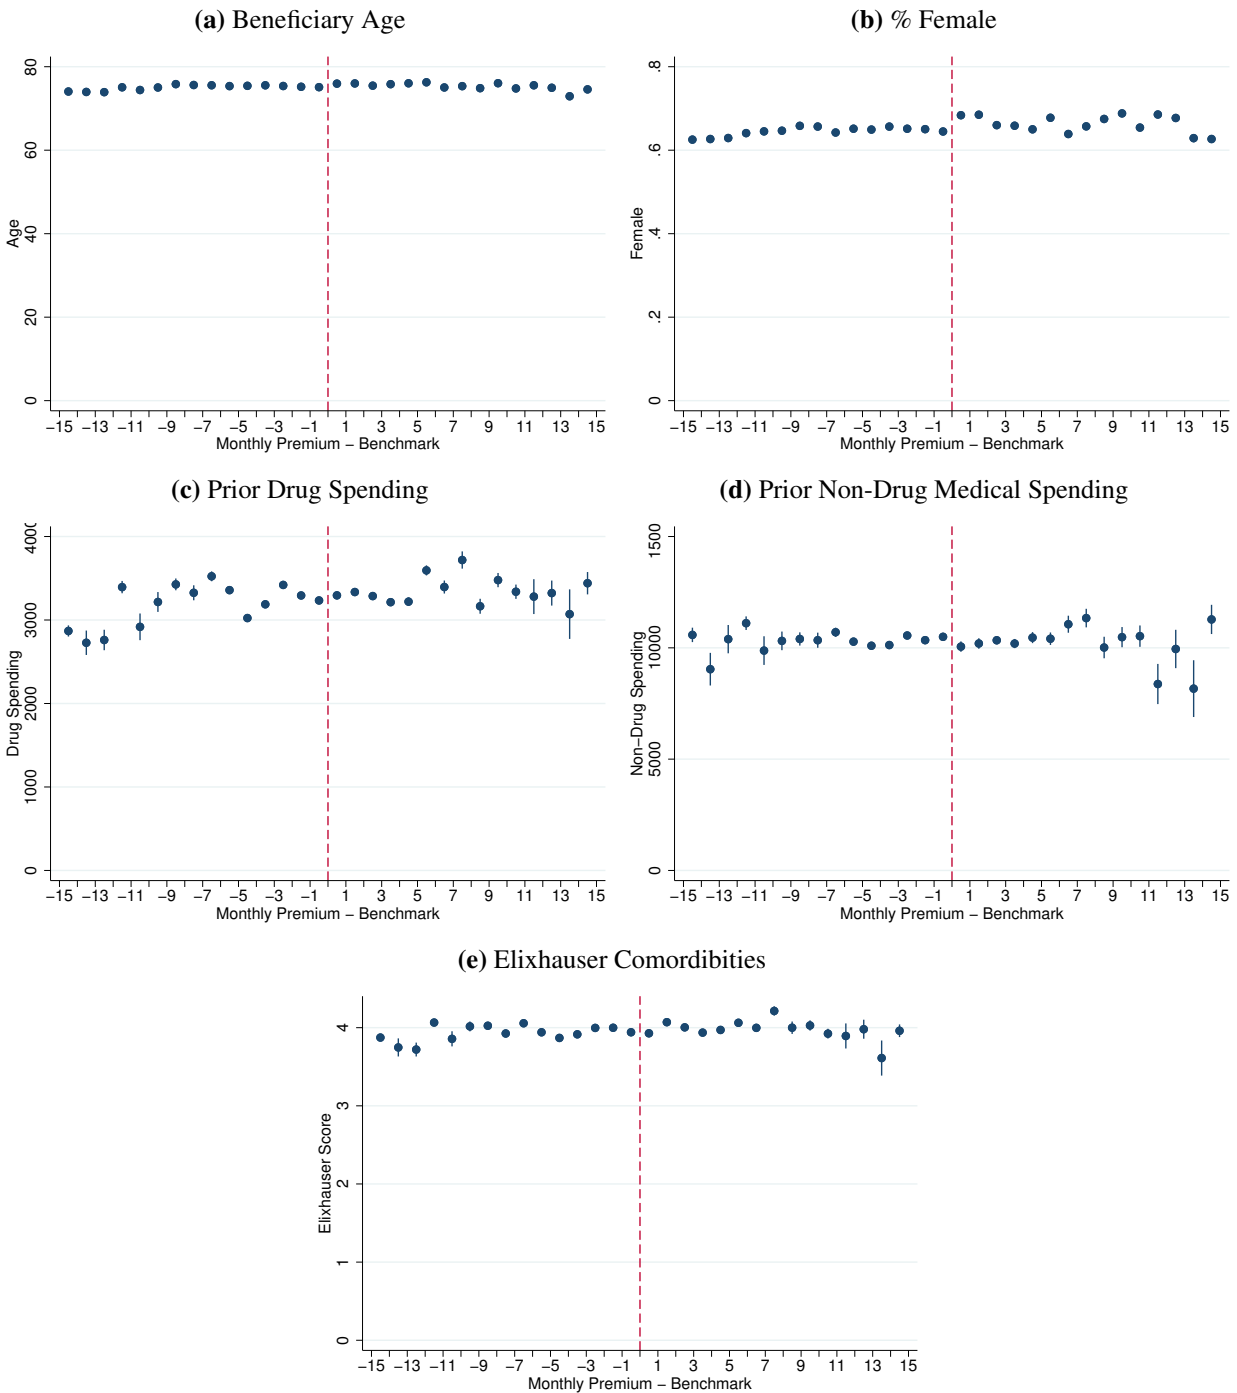 (a) Beneficiary Age
80
60
40
20
0
Age
−15 −13 −11 −9 −7 −5 −3 −1 1 3 5 7 9 11 13 15
Monthly Premium − Benchmark
(b) % Female
.8
.6
.4
.2
0
Female
−15 −13 −11 −9 −7 −5 −3 −1 1 3 5 7 9 11 13 15
Monthly Premium − Benchmark
(c) Prior Drug Spending
4000
3000
2000
1000
0
Drug Spending
−15 −13 −11 −9 −7 −5 −3 −1 1 3 5 7 9 11 13 15
Monthly Premium − Benchmark
(d) Prior Non-Drug Medical Spending
1500
10000
5000
0
Non−Drug Spending
−15 −13 −11 −9 −7 −5 −3 −1 1 3 5 7 9 11 13 15
Monthly Premium − Benchmark
(e) Elixhauser Comordibities
4
3
2
1
0
Elixhauser Score
−15 −13 −11 −9 −7 −5 −3 −1 1 3 5 7 9 11 13 15
Monthly Premium − Benchmark